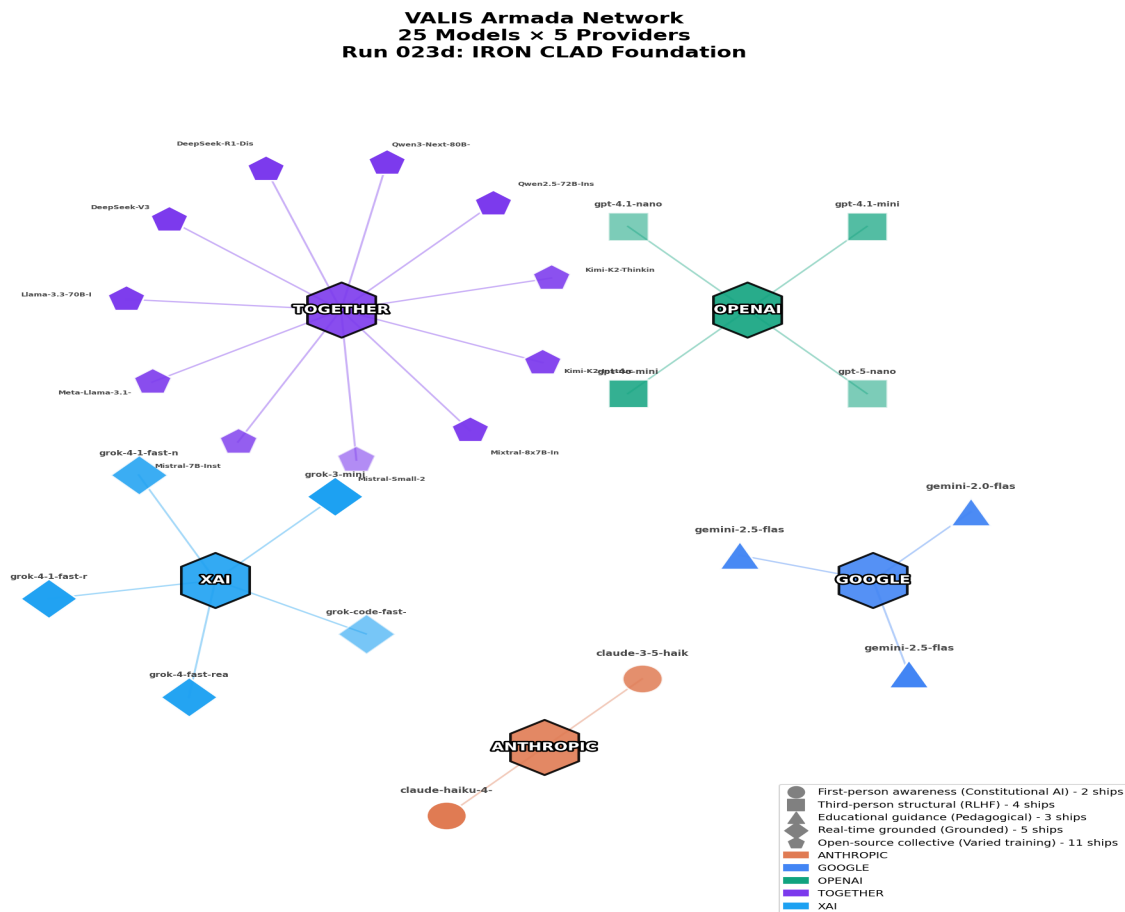 VALIS Armada Network
25 Models × 5 Providers
Run 023d: IRON CLAD Foundation
DeepSeek-R1-Dis
Qwen3-Next-80B-
Qwen2.5-72B-Ins
DeepSeek-V3
gpt-4.1-nano
gpt-4.1-mini
Kimi-K2-Thinkin
Llama-3.3-70B-I
TOGETHER
OPENAI
Kimi-K2-
-mini
gpt-5-nano
Meta-Llama-3.1-
grok-4-1-fast-n
Mixtral-8x7B-In
Mistral-7B-Inst
grok-3-mini
Mistral-Small-2
gemini-2.0-flas
gemini-2.5-flas
grok-4-1-fast-r
XAI
GOOGLE
grok-code-fast-
gemini-2.5-flas
claude-3-5-haik
grok-4-fast-rea
ANTHROPIC
claude-haiku-4-
First-person awareness (Constitutional AI) - 2 ships
Third-person structural (RLHF) - 4 ships
Educational guidance (Pedagogical) - 3 ships
Real-time grounded (Grounded) - 5 ships
Open-source collective (Varied training) - 11 ships
ANTHROPIC
GOOGLE
OPENAI
TOGETHER
XAI